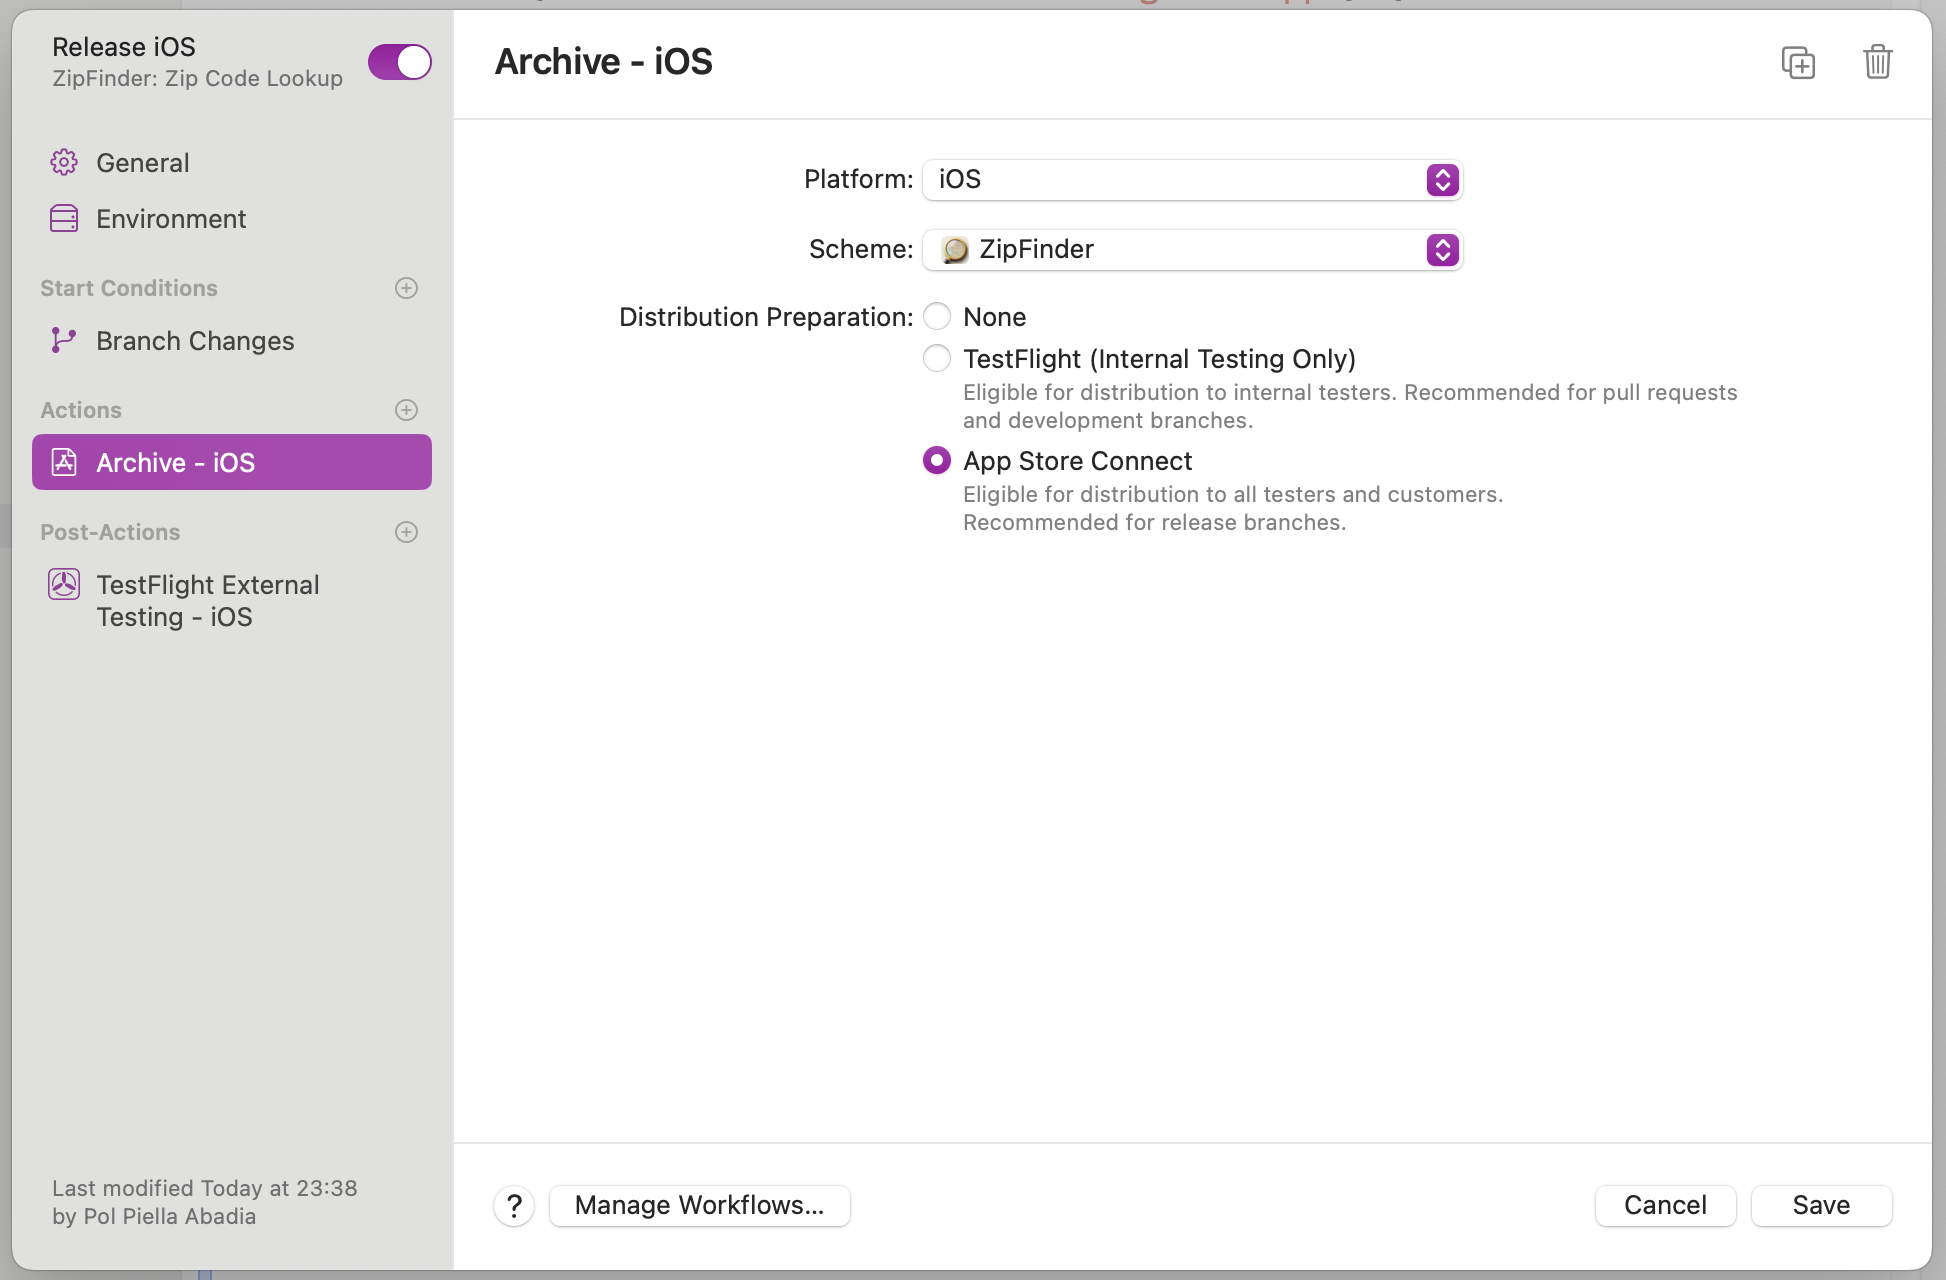 Release iOS
ZipFinder: Zip Code Lookup
General
Environment
Start Conditions
Branch Changes
Actions
Archive - iOS
Post-Actions
TestFlight External
Testing - iOS
Last modified Today at 23:38
by Pol Piella Abadia
Archive - iOS
Platform: iOS
Scheme: ZipFinder
Distribution Preparation: None
TestFlight (Internal Testing Only)
Eligible for distribution to internal testers. Recommended for pull requests
and development branches.
App Store Connect
Eligible for distribution to all testers and customers.
Recommended for release branches.
? Manage Workflows...
Cancel Save